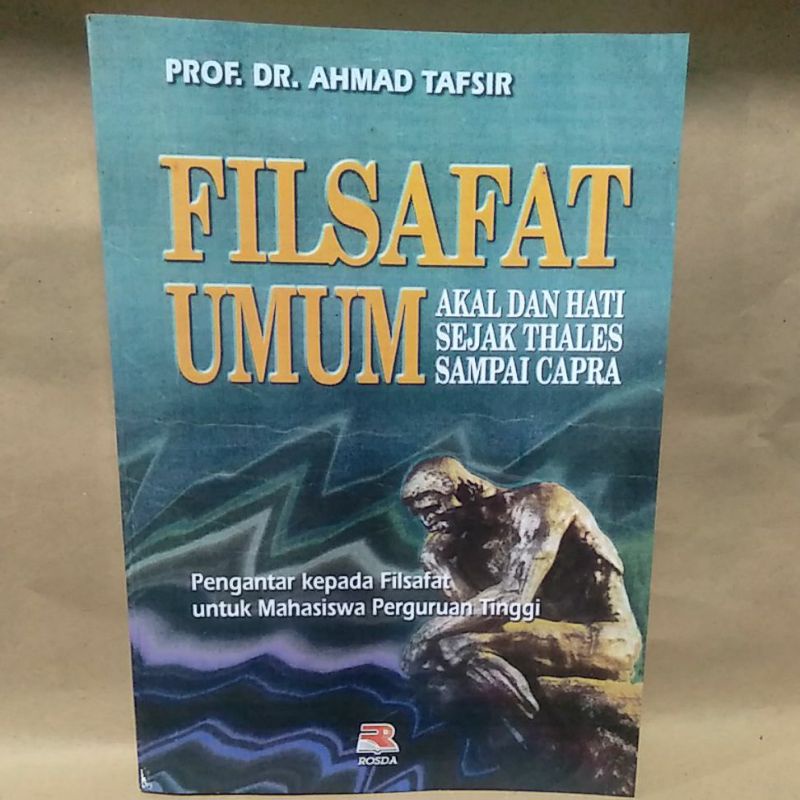 PROF. DR. AHMAD TAFSIR
FILSAFAT
UMUM
AKAL DAN HATI
SEJAK THALES
SAMPAI CAPRA
Pengantar kepada Filsafat
untuk Mahasiswa Perguruan Tinggi
ROSDA